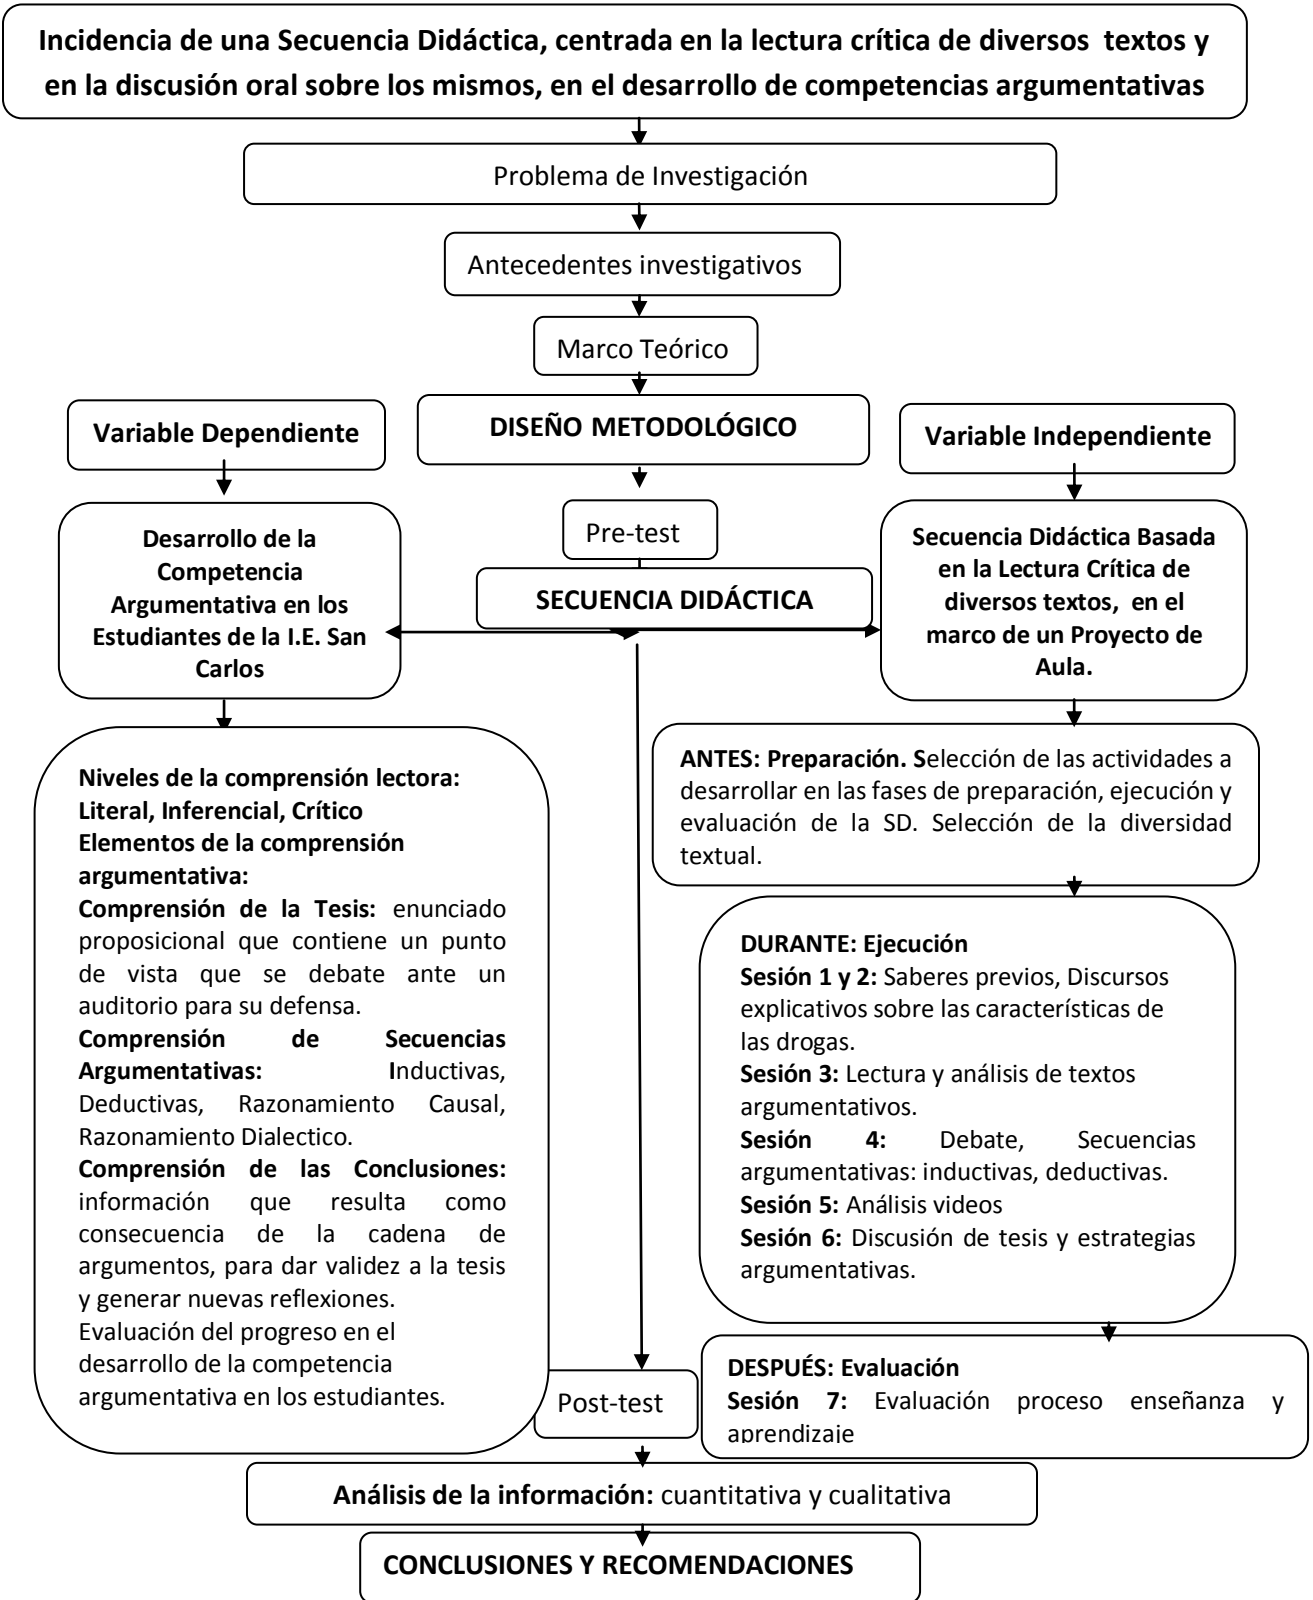 Incidencia de una Secuencia Didáctica, centrada en la lectura crítica de diversos textos y
en la discusión oral sobre los mismos, en el desarrollo de competencias argumentativas
Problema de Investigación
Antecedentes investigativos
Marco Teórico
DISEÑO METODOLÓGICO
Variable Dependiente
Variable Independiente
Pre-test
SECUENCIA DIDÁCTICA
Desarrollo de la
Competencia
Argumentativa en los
Estudiantes de la I.E. San
Carlos
Secuencia Didáctica Basada
en la Lectura Crítica de
diversos textos, en el
marco de un Proyecto de
Aula.
Niveles de la comprensión lectora:
Literal, Inferencial, Crítico
Elementos de la comprensión
argumentativa:
Comprensión de la Tesis: enunciado
proposicional que contiene un punto
de vista que se debate ante un
auditorio para su defensa.
Comprensión de Secuencias
Argumentativas: Inductivas,
Deductivas, Razonamiento Causal,
Razonamiento Dialectico.
Comprensión de las Conclusiones:
información que resulta como
consecuencia de la cadena de
argumentos, para dar validez a la tesis
y generar nuevas reflexiones.
Evaluación del progreso en el
desarrollo de la competencia
argumentativa en los estudiantes.
ANTES: Preparación. Selección de las actividades a
desarrollar en las fases de preparación, ejecución y
evaluación de la SD. Selección de la diversidad
textual.
DURANTE: Ejecución
Sesión 1 y 2: Saberes previos, Discursos
explicativos sobre las características de
las drogas.
Sesión 3: Lectura y análisis de textos
argumentativos.
Sesión 4: Debate, Secuencias
argumentativas: inductivas, deductivas.
Sesión 5: Análisis videos
Sesión 6: Discusión de tesis y estrategias
argumentativas.
DESPUÉS: Evaluación
Sesión 7: Evaluación proceso enseñanza y
aprendizaje
Post-test
Análisis de la información: cuantitativa y cualitativa
CONCLUSIONES Y RECOMENDACIONES